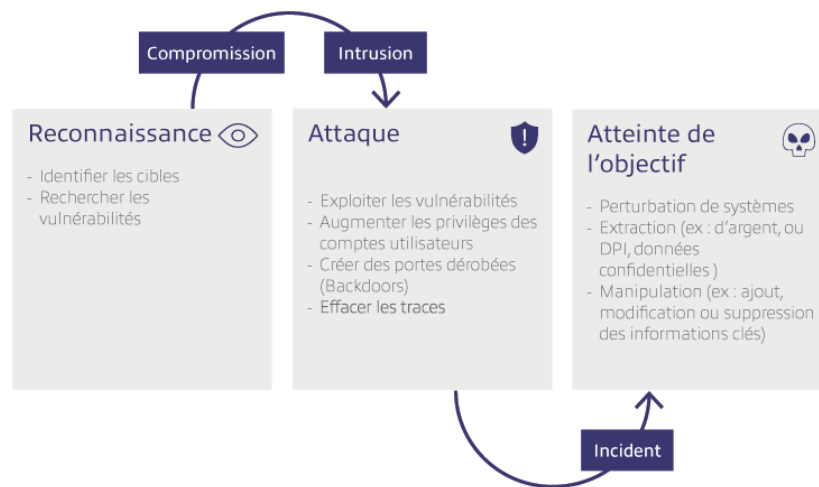 Compromission
Intrusion
Reconnaissance
- Identifier les cibles
- Rechercher les
vulnérabilités
Attaque
- Exploiter les vulnérabilités
- Augmenter les privilèges des
comptes utilisateurs
- Créer des portes dérobées
(Backdoors)
- Effacer les traces
Atteinte de
l'objectif
- Perturbation de systèmes
- Extraction (ex : d'argent, ou
DPI, données
confidentielles )
- Manipulation (ex : ajout,
modification ou suppression
des informations clés)
Incident